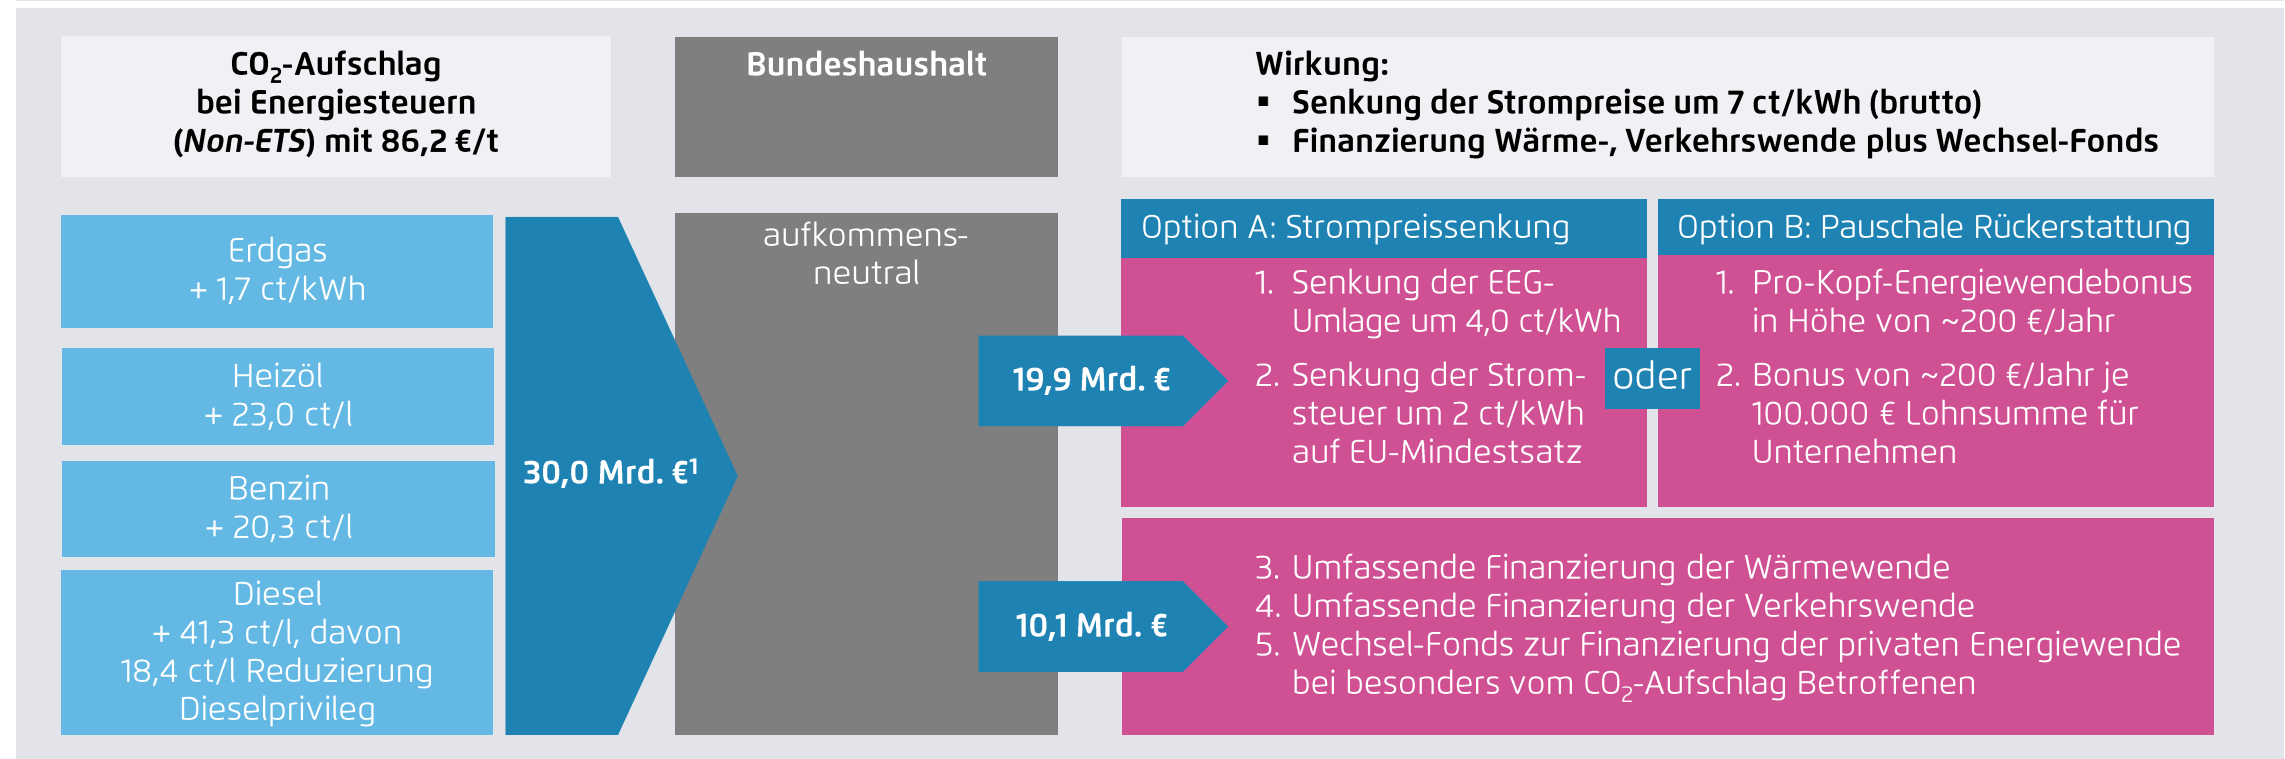 CO₂-Aufschlag
bei Energiesteuern
(Non-ETS) mit 86,2 €/t
Bundeshaushalt
Wirkung:
▪ Senkung der Strompreise um 7 ct/kWh (brutto)
▪ Finanzierung Wärme-, Verkehrswende plus Wechsel-Fonds
Erdgas
+ 1,7 ct/kWh
Heizöl
+ 23,0 ct/l
Benzin
+ 20,3 ct/l
Diesel
+ 41,3 ct/l, davon
18,4 ct/l Reduzierung
Dieselprivileg
30,0 Mrd. €¹
aufkommens-
neutral
19,9 Mrd. €
10,1 Mrd. €
Option A: Strompreissenkung
1. Senkung der EEG-
Umlage um 4,0 ct/kWh
2. Senkung der Strom-
steuer um 2 ct/kWh
auf EU-Mindestsatz
oder
Option B: Pauschale Rückerstattung
1. Pro-Kopf-Energiewendebonus
in Höhe von ~200 €/Jahr
2. Bonus von ~200 €/Jahr je
100.000 € Lohnsumme für
Unternehmen
3. Umfassende Finanzierung der Wärmewende
4. Umfassende Finanzierung der Verkehrswende
5. Wechsel-Fonds zur Finanzierung der privaten Energiewende
bei besonders vom CO₂-Aufschlag Betroffenen